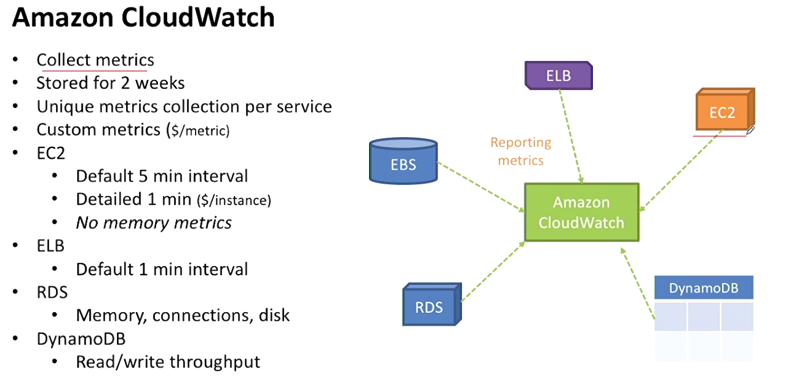 Amazon CloudWatch
• Collect metrics
• Stored for 2 weeks
• Unique metrics collection per service
• Custom metrics ($/metric)
• EC2
• Default 5 min interval
• Detailed 1 min ($/instance)
• No memory metrics
• ELB
• Default 1 min interval
• RDS
• Memory, connections, disk
• DynamoDB
• Read/write throughput
ELB
EC2
Reporting
metrics
EBS
Amazon
CloudWatch
RDS
DynamoDB